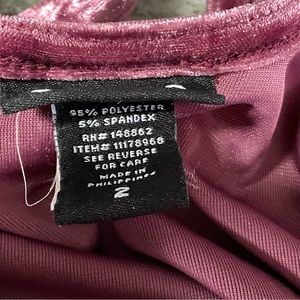 95% POLYESTER
5% SPANDEX
RN# 148862
ITEM# 11178968
SEE REVERSE
FOR CARE
MADE IN
PHILIPPINES
2